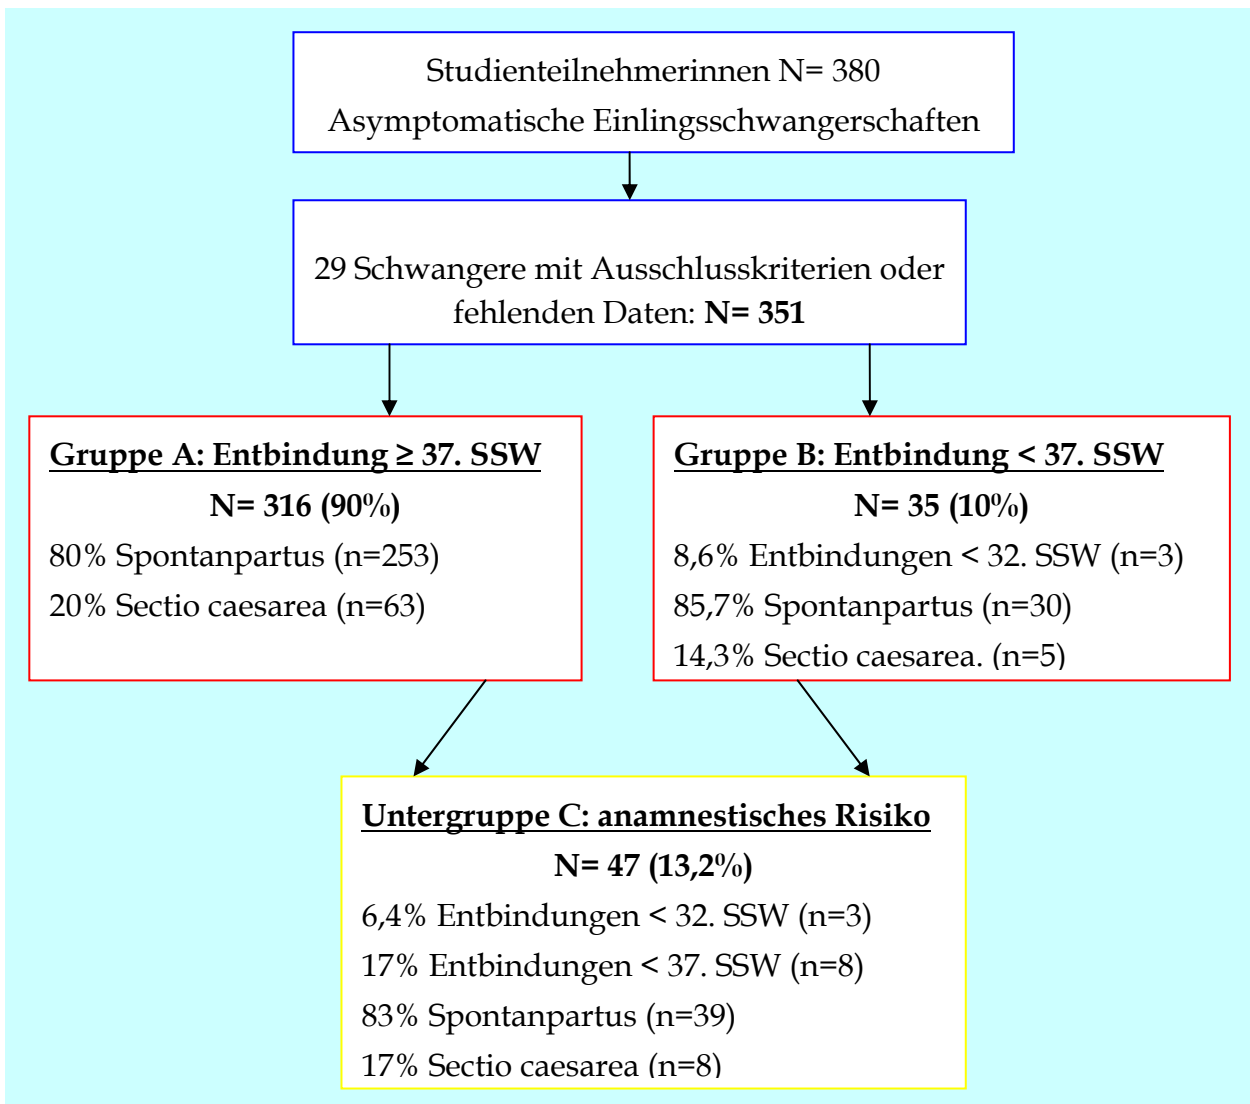 Studienteilnehmerinnen N= 380
Asymptomatische Einlingsschwangerschaften
29 Schwangere mit Ausschlusskriterien oder
fehlenden Daten: N= 351
Gruppe A: Entbindung ≥ 37. SSW
N= 316 (90%)
80% Spontanpartus (n=253)
20% Sectio caesarea (n=63)
Gruppe B: Entbindung < 37. SSW
N= 35 (10%)
8,6% Entbindungen < 32. SSW (n=3)
85,7% Spontanpartus (n=30)
14,3% Sectio caesarea. (n=5)
Untergruppe C: anamnestisches Risiko
N= 47 (13,2%)
6,4% Entbindungen < 32. SSW (n=3)
17% Entbindungen < 37. SSW (n=8)
83% Spontanpartus (n=39)
17% Sectio caesarea (n=8)